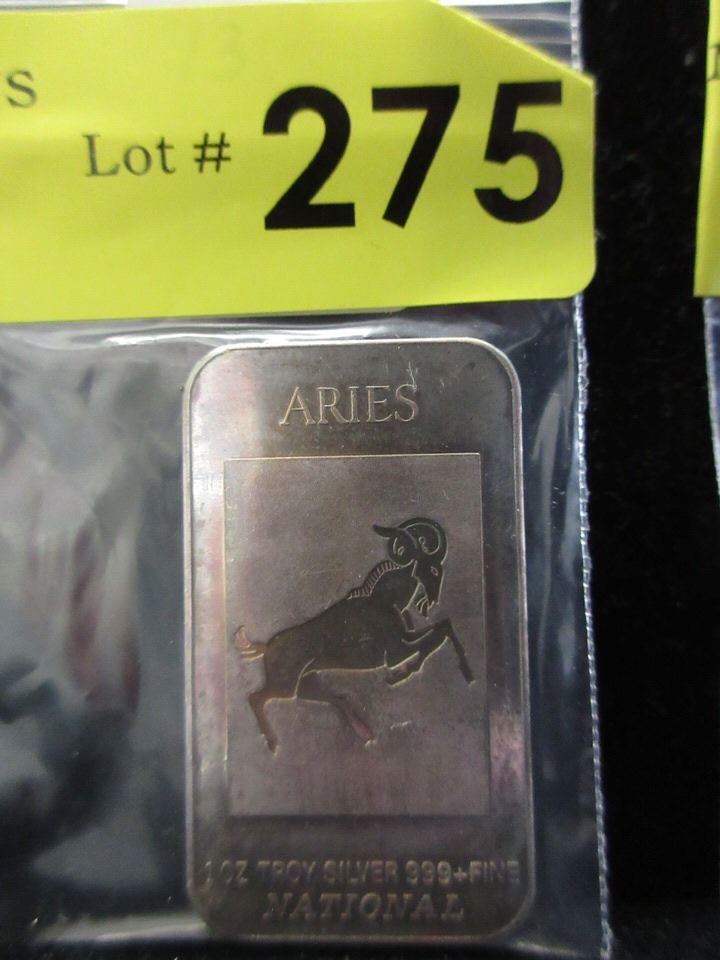 s
Lot # 275
ARIES
1 OZ TROY SILVER 999+FINE
NATIONAL